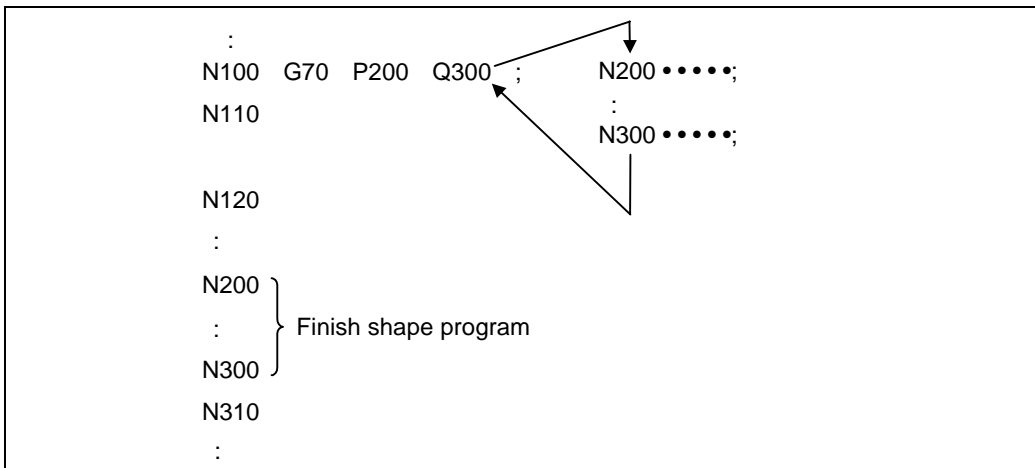 :
N100 G70 P200 Q300 ; N200 • • • • •;
N110
:
N300 • • • • •;
N120
:
N200
: Finish shape program
N300
N310
: